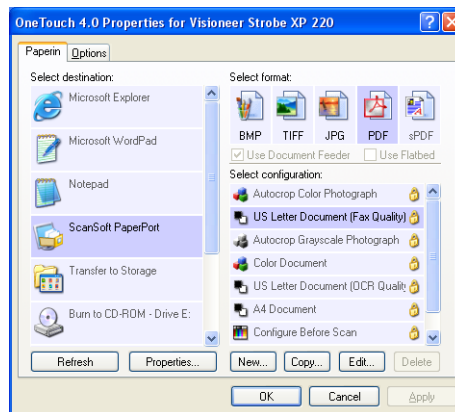 OneTouch 4.0 Properties for Visioneer Strobe XP 220
Paperin
Options
Select destination:
Microsoft Explorer
Microsoft WordPad
Notepad
ScanSoft PaperPort
Transfer to Storage
Burn to CD-ROM - Drive E:
Refresh
Properties...
Select format:
BMP TIFF JPG PDF sPDF
Use Document Feeder
Use Flatbed
Select configuration:
Autocrop Color Photograph
US Letter Document (Fax Quality)
Autocrop Grayscale Photograph
Color Document
US Letter Document (OCR Quality
A4 Document
Configure Before Scan
New... Copy... Edit... Delete
OK Cancel Apply